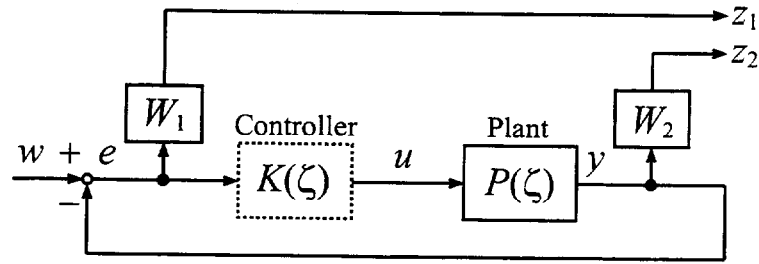 z₁
z₂
W₁
W₂
Controller
Plant
w + e
K(ζ)
u
P(ζ)
y
−